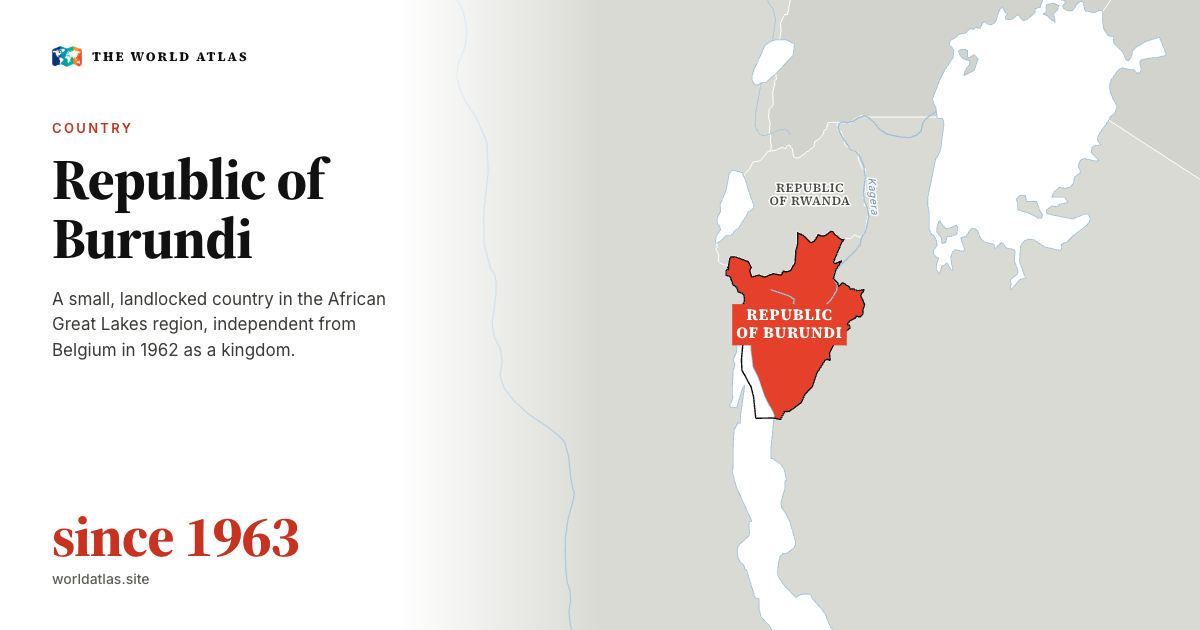 THE WORLD ATLAS
COUNTRY
Republic of
Burundi
A small, landlocked country in the African
Great Lakes region, independent from
Belgium in 1962 as a kingdom.
since 1963
worldatlas.site
REPUBLIC
OF RWANDA
Kagera
REPUBLIC
OF BURUNDI